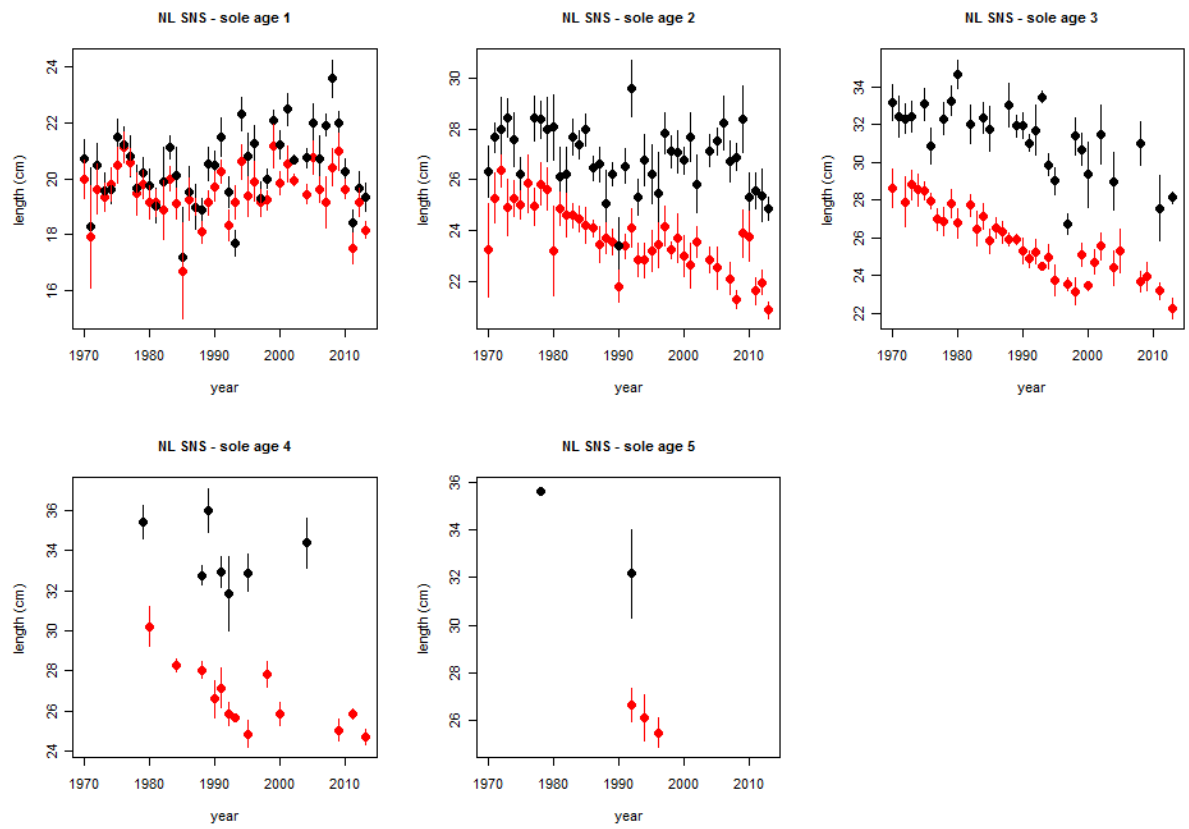 NL SNS - sole age 1
length (cm)
24
22
20
18
16
1970 1980 1990 2000 2010
year
NL SNS - sole age 2
length (cm)
30
28
26
24
22
1970 1980 1990 2000 2010
year
NL SNS - sole age 3
length (cm)
34
32
30
28
26
24
22
1970 1980 1990 2000 2010
year
NL SNS - sole age 4
length (cm)
36
34
32
30
28
26
24
1970 1980 1990 2000 2010
year
NL SNS - sole age 5
length (cm)
36
34
32
30
28
26
1970 1980 1990 2000 2010
year